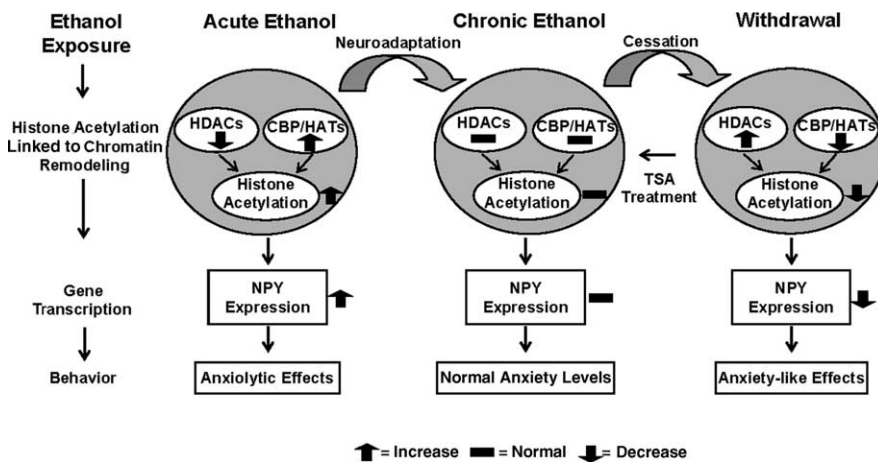 Ethanol
Exposure
Acute Ethanol
Chronic Ethanol
Withdrawal
Neuroadaptation
Cessation
Histone Acetylation
Linked to Chromatin
Remodeling
HDACs
CBP/HATs
Histone
Acetylation
HDACs
CBP/HATs
Histone
Acetylation
TSA
Treatment
HDACs
CBP/HATs
Histone
Acetylation
Gene
Transcription
NPY
Expression
NPY
Expression
NPY
Expression
Behavior
Anxiolytic Effects
Normal Anxiety Levels
Anxiety-like Effects
= Increase
= Normal
= Decrease